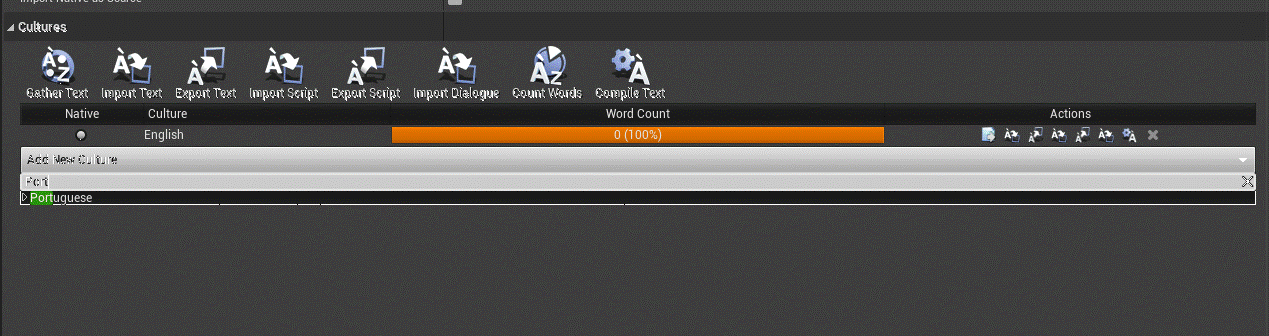 Import Native as Source
Cultures
Gather Text Import Text Export Text Import Script Export Script Import Dialogue Count Words Compile Text
Native Culture Word Count Actions
English 0 (100%)
Add New Culture
Port
Portuguese